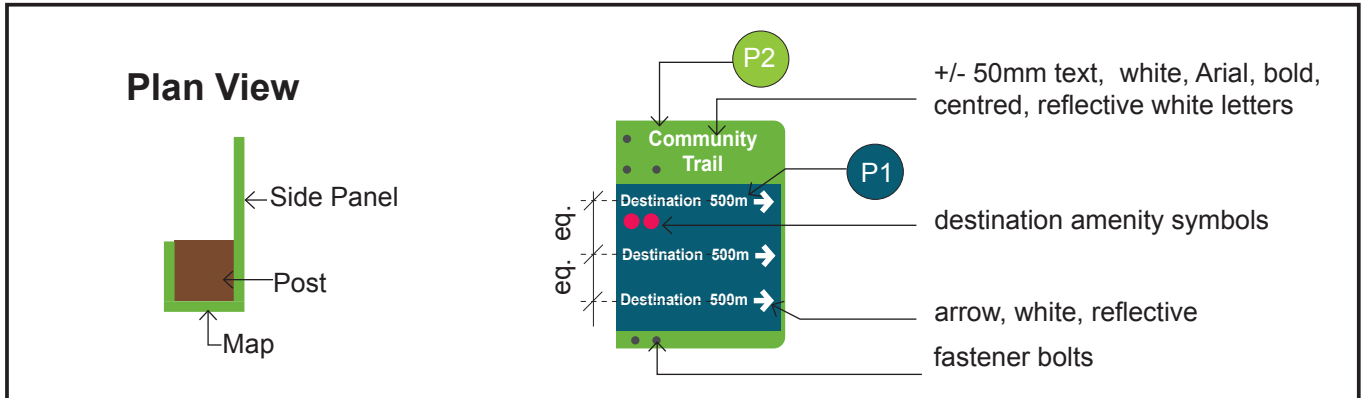 Plan View
Side Panel
Post
Map
P2
Community
Trail
P1
Destination 500m
Destination 500m
Destination 500m
eq.
eq.
+/- 50mm text, white, Arial, bold,
centred, reflective white letters
destination amenity symbols
arrow, white, reflective
fastener bolts